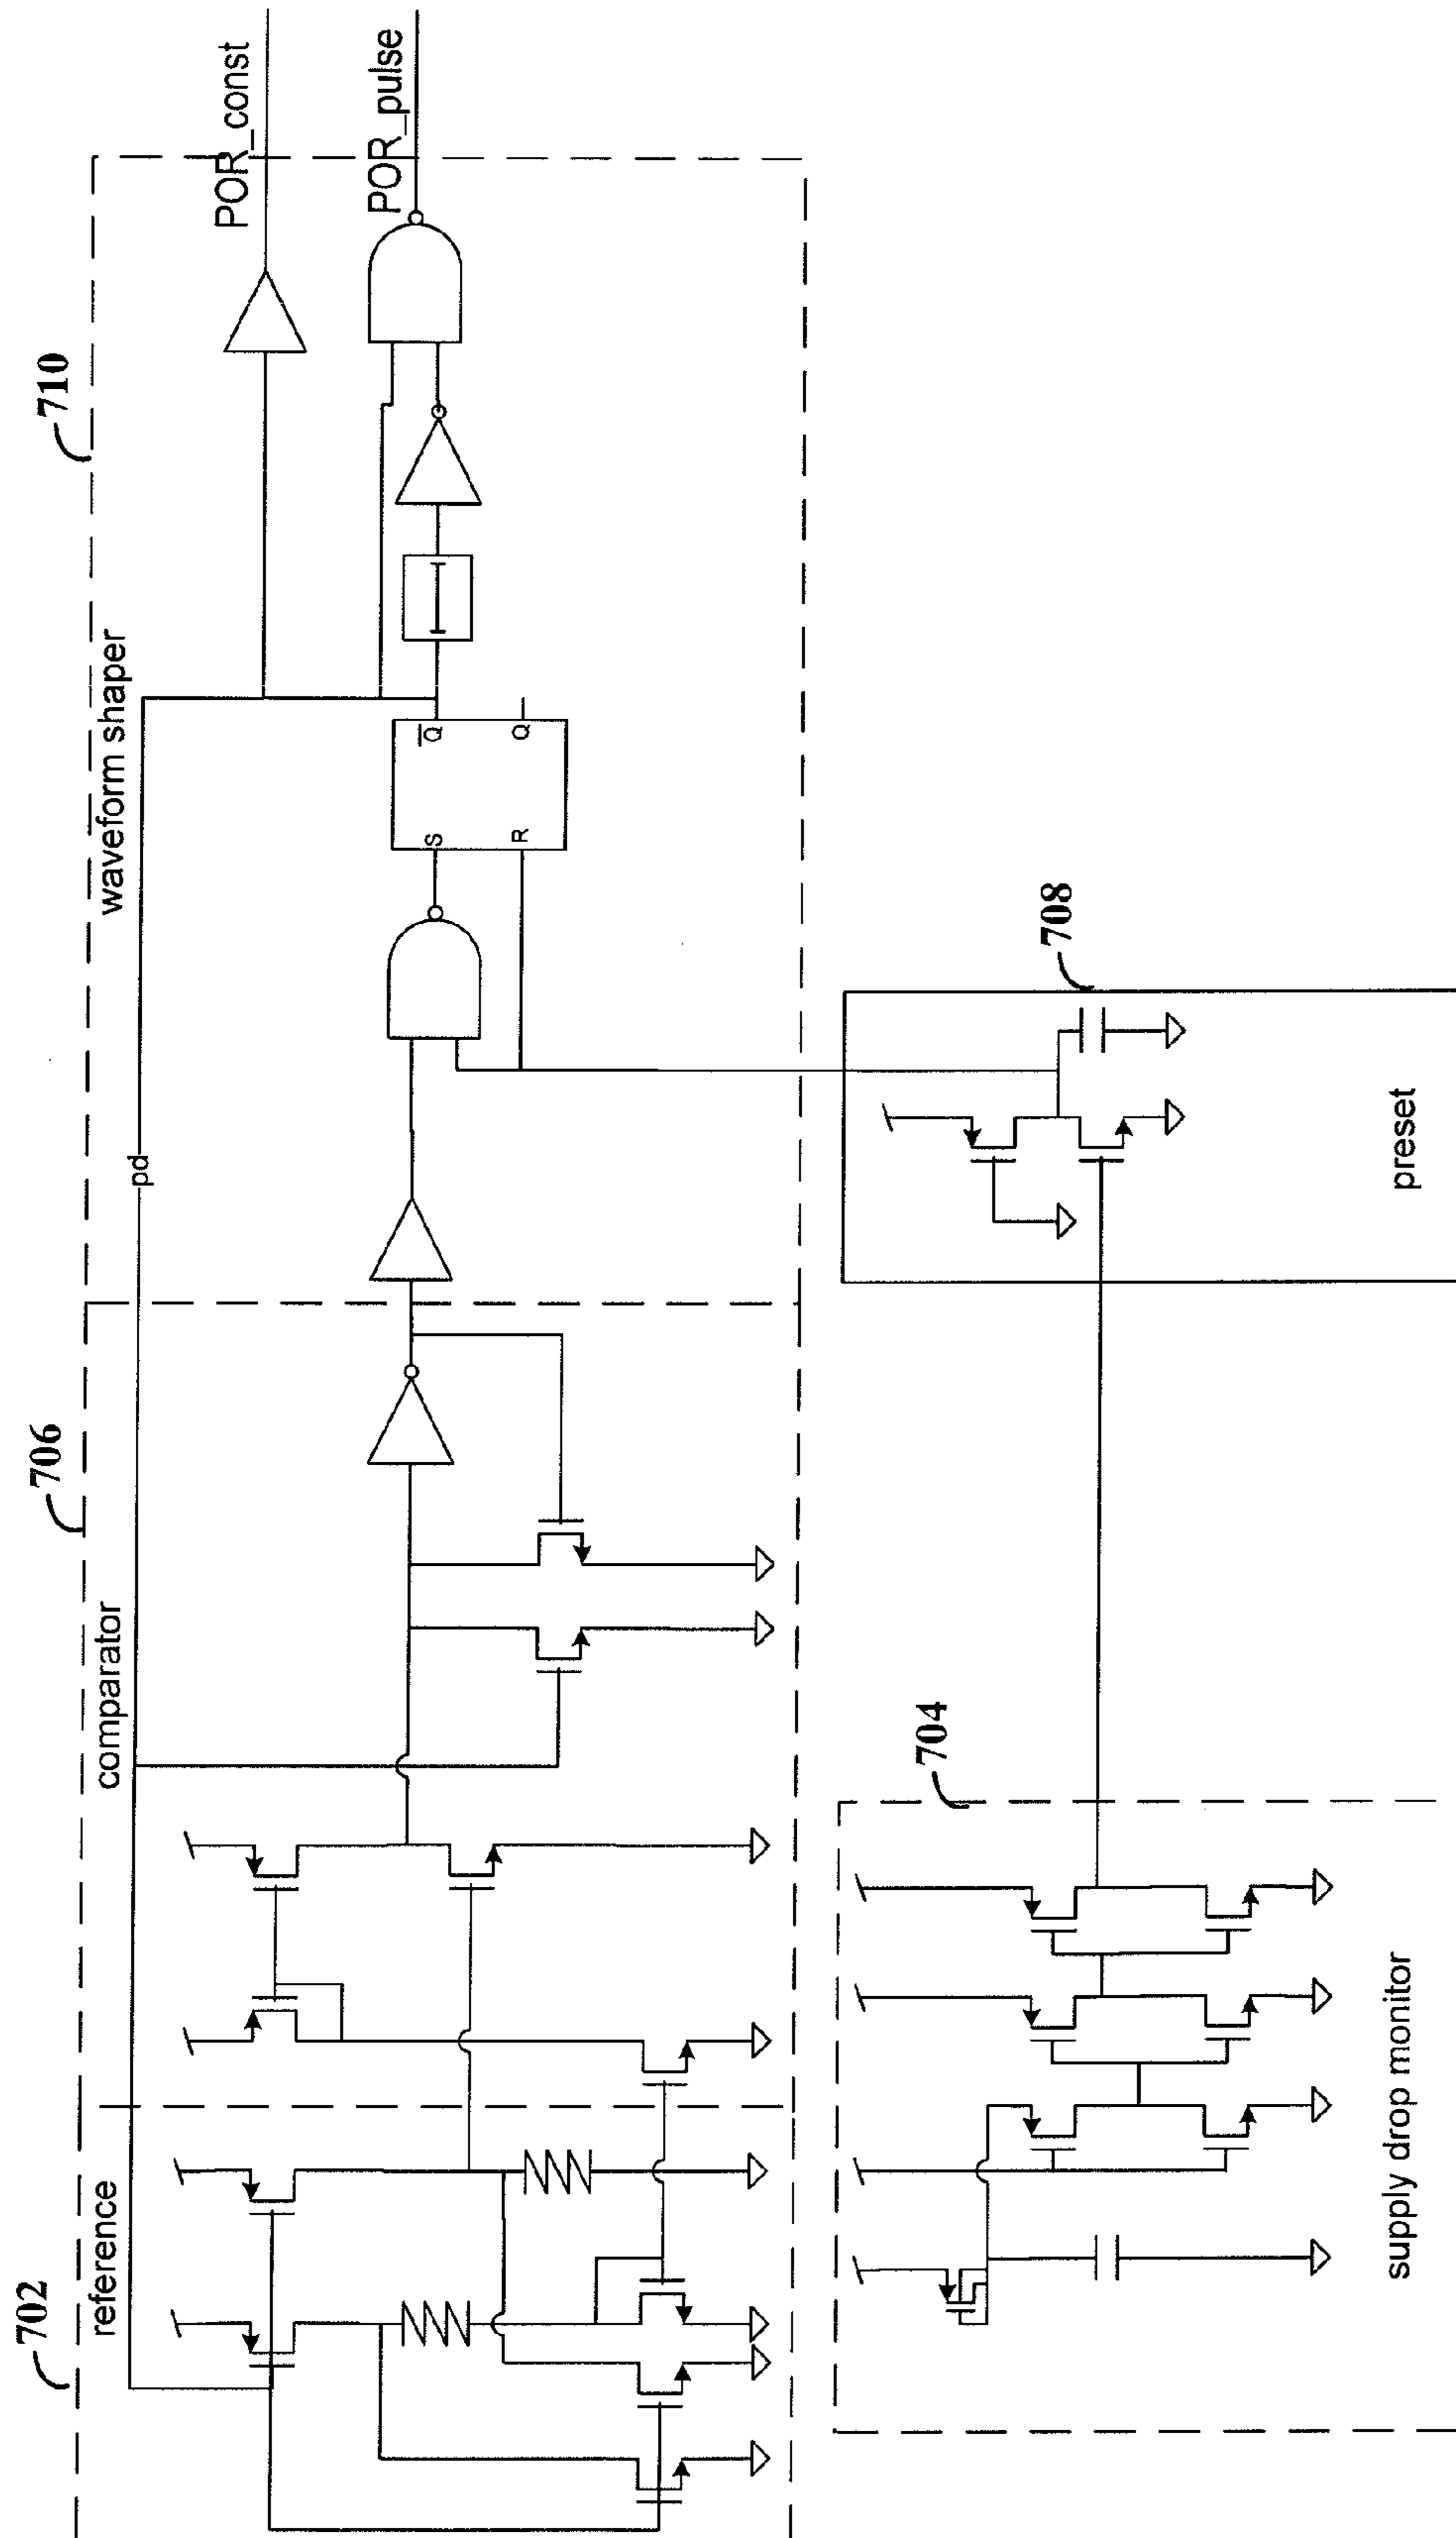 702
reference
706
comparator
710
waveform shaper
pd
S
R
Q
Q
POR_const
POR_pulse
704
supply drop monitor
708
preset